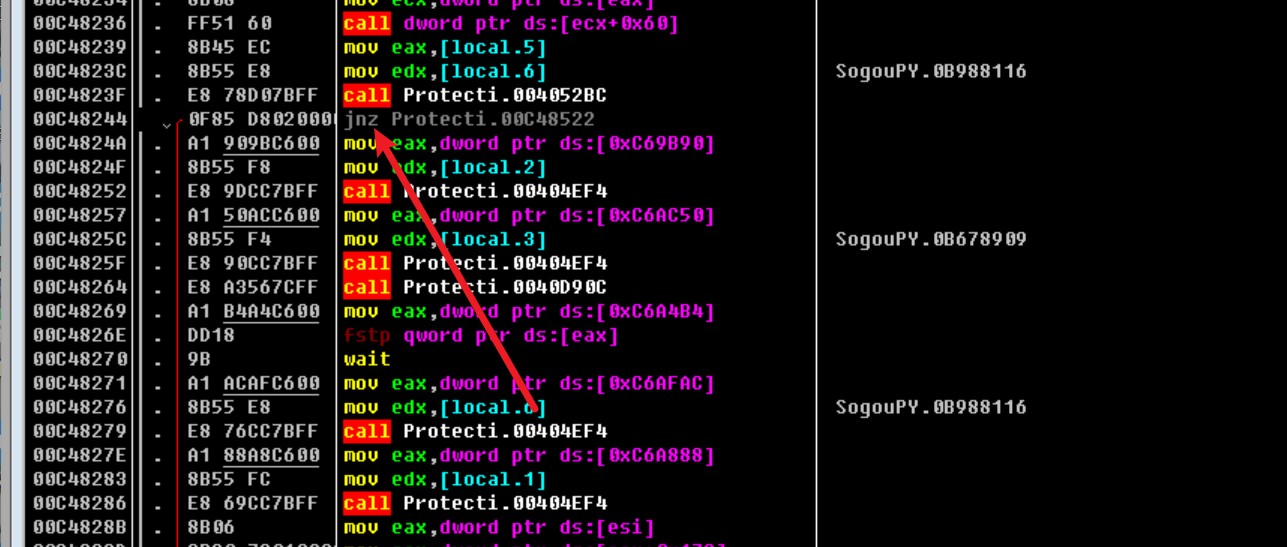 00C48236 . FF51 60 call dword ptr ds:[ecx+0x60]
00C48239 . 8B45 EC mov eax,[local.5]
00C4823C . 8B55 E8 mov edx,[local.6] SogouPY.0B988116
00C4823F . E8 78D07BFF call Protecti.004052BC
00C48244 . 0F85 D8020000 jnz Protecti.00C48522
00C4824A . A1 909BC600 mov eax,dword ptr ds:[0xC69B90]
00C4824F . 8B55 F8 mov edx,[local.2]
00C48252 . E8 9DCC7BFF call Protecti.00404EF4
00C48257 . A1 50ACC600 mov eax,dword ptr ds:[0xC6AC50]
00C4825C . 8B55 F4 mov edx,[local.3] SogouPY.0B678909
00C4825F . E8 90CC7BFF call Protecti.00404EF4
00C48264 . E8 A3567CFF call Protecti.0040D90C
00C48269 . A1 B4A4C600 mov eax,dword ptr ds:[0xC6A4B4]
00C4826E . DD18 fstp qword ptr ds:[eax]
00C48270 . 9B wait
00C48271 . A1 ACAFC600 mov eax,dword ptr ds:[0xC6AFAC]
00C48276 . 8B55 E8 mov edx,[local.6] SogouPY.0B988116
00C48279 . E8 76CC7BFF call Protecti.00404EF4
00C4827E . A1 88A8C600 mov eax,dword ptr ds:[0xC6A888]
00C48283 . 8B55 FC mov edx,[local.1]
00C48286 . E8 69CC7BFF call Protecti.00404EF4
00C4828B . 8B06 mov eax,dword ptr ds:[esi]